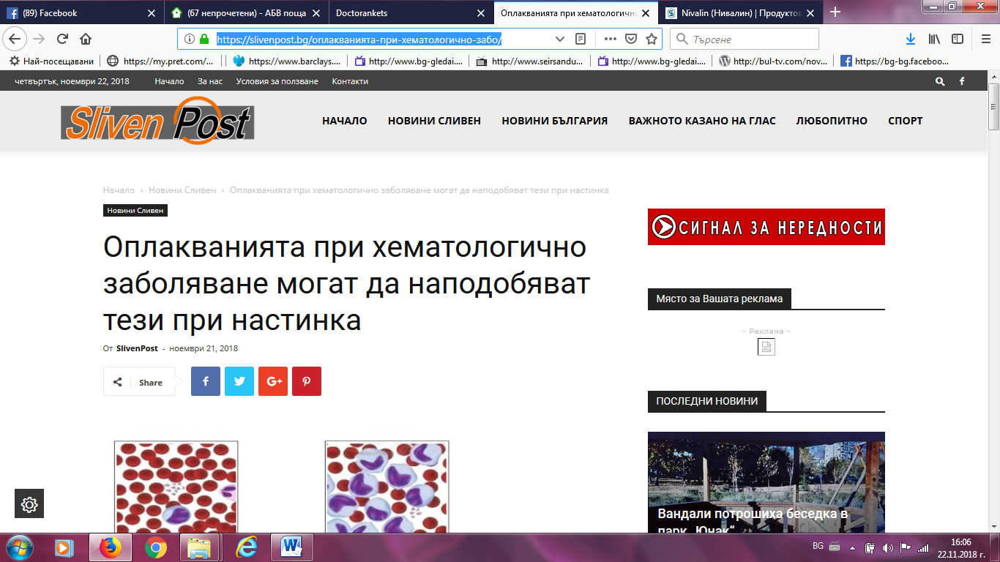 (89) Facebook
(67 непрочетени) - АБВ поща
Doctorankets
Оплакванията при хематологичн
Nivalin (Нивалин) | Продуктов
https://slivenpost.bg/оплакванията-при-хематологично-забо/
Търсене
Най-посещавани
https://my.pret.com/...
https://www.barclays....
http://www.bg-gledai....
http://www.seirsandu...
http://www.bg-gledai....
http://bul-tv.com/nov...
https://bg-bg.faceboo...
четвъртък, ноември 22, 2018
Начало
За нас
Условия за ползване
Контакти
Sliven Post
НАЧАЛО
НОВИНИ СЛИВЕН
НОВИНИ БЪЛГАРИЯ
ВАЖНОТО КАЗАНО НА ГЛАС
ЛЮБОПИТНО
СПОРТ
Начало › Новини Сливен › Оплакванията при хематологично заболяване могат да наподобяват тези при настинка
Новини Сливен
Оплакванията при хематологично
заболяване могат да наподобяват
тези при настинка
От SlivenPost - ноември 21, 2018
Share
СИГНАЛ ЗА НЕРЕДНОСТИ
Място за Вашата реклама
- Реклама -
ПОСЛЕДНИ НОВИНИ
Вандали потрошиха беседка в
парк „Юнак“
BG
16:06
22.11.2018 г.